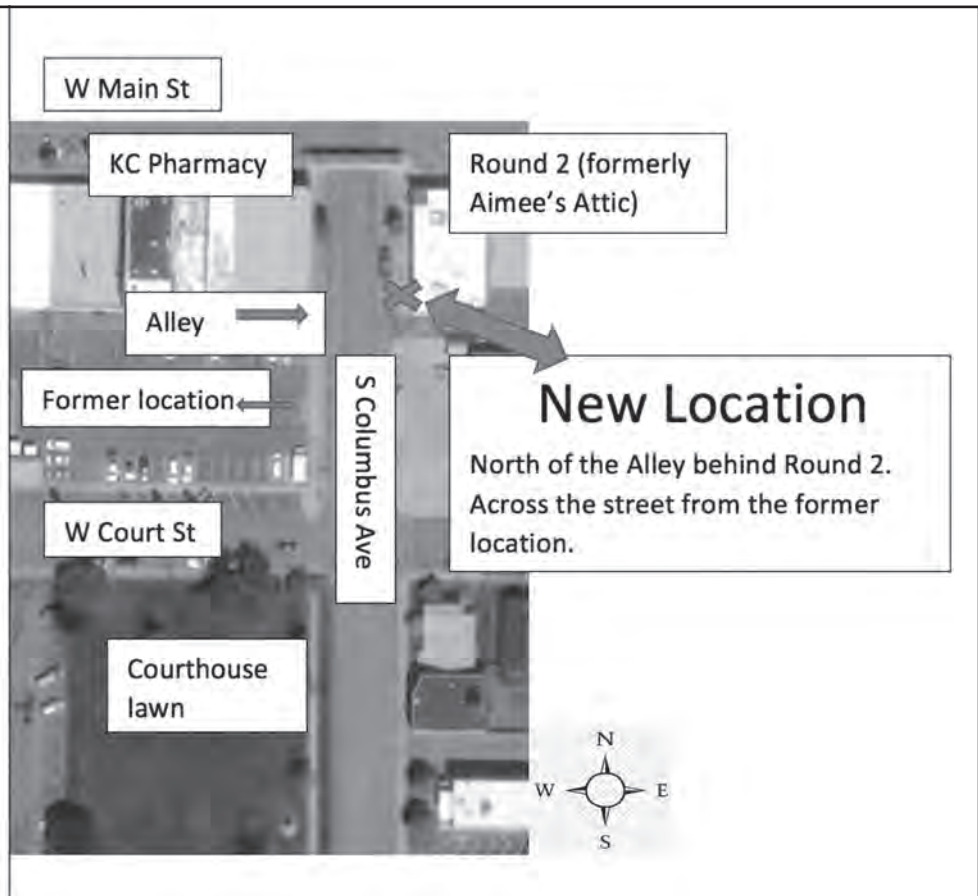 W Main St
KC Pharmacy
Round 2 (formerly
Aimee's Attic)
Alley
Former location
S Columbus Ave
New Location
North of the Alley behind Round 2.
Across the street from the former
location.
W Court St
Courthouse
lawn
N
W E
S